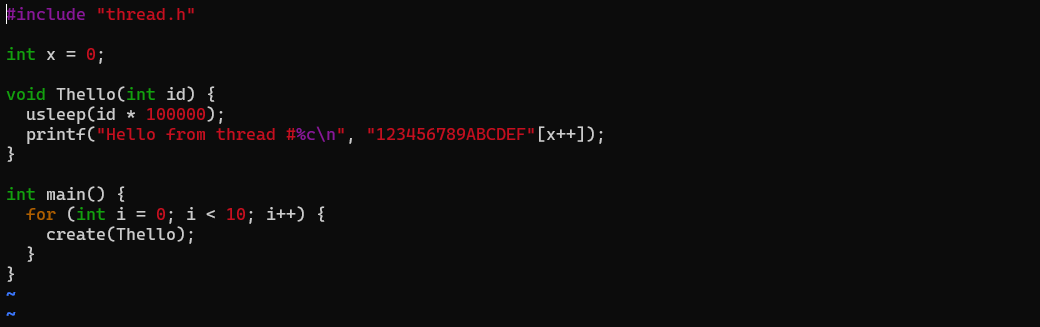 #include "thread.h"

int x = 0;

void Thello(int id) {
  usleep(id * 100000);
  printf("Hello from thread #%c\n", "123456789ABCDEF"[x++]);
}

int main() {
  for (int i = 0; i < 10; i++) {
    create(Thello);
  }
}
~
~